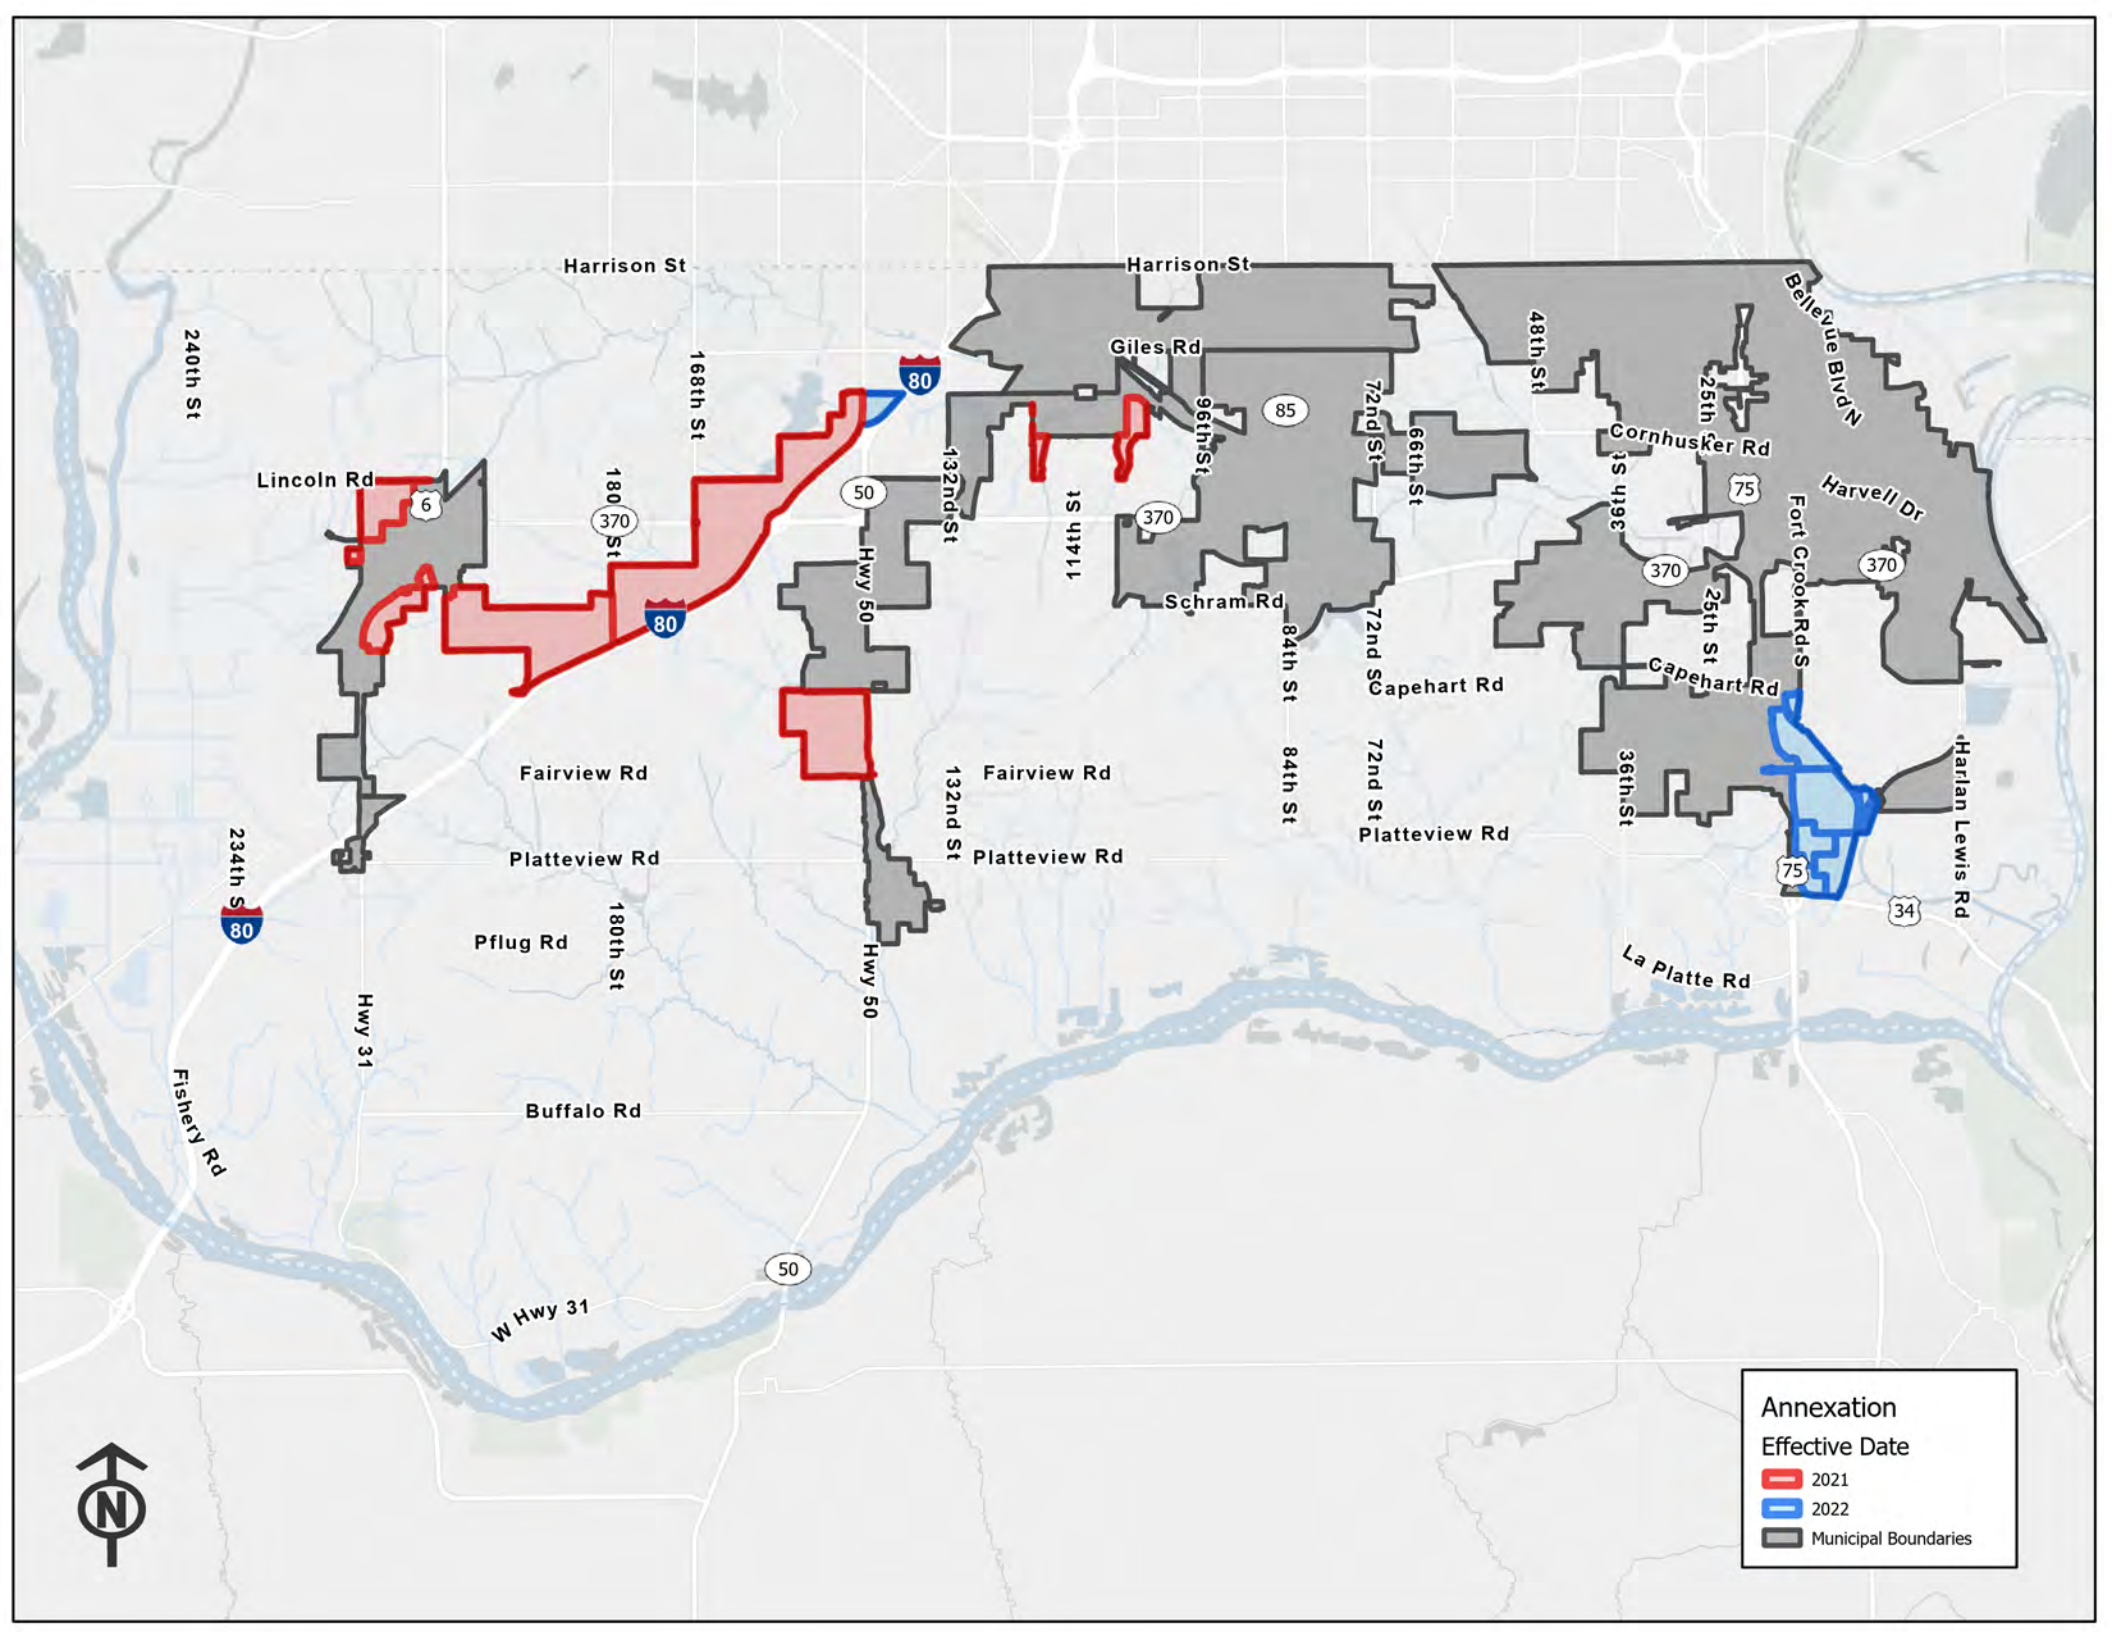 Harrison St
Harrison St
Bellevue Blvd N
240th St
168th St
80
Giles Rd
48th St
72nd St
25th St
96th St
85
66th St
Cornhusker Rd
132nd St
Lincoln Rd
6
180th St
370
50
114th St
370
36th St
75
Harvell Dr
Fort Crook Rd S
370
370
Hwy 50
80
Schram Rd
25th St
84th St
72nd St
Capehart Rd
Capehart Rd
Fairview Rd
132nd St
Fairview Rd
84th St
72nd St
36th St
Harlan Lewis Rd
Platteview Rd
234th S
Platteview Rd
Platteview Rd
75
80
34
Pflug Rd
180th St
Hwy 50
La Platte Rd
Hwy 31
Fishery Rd
Buffalo Rd
50
W Hwy 31
N
Annexation
Effective Date
2021
2022
Municipal Boundaries